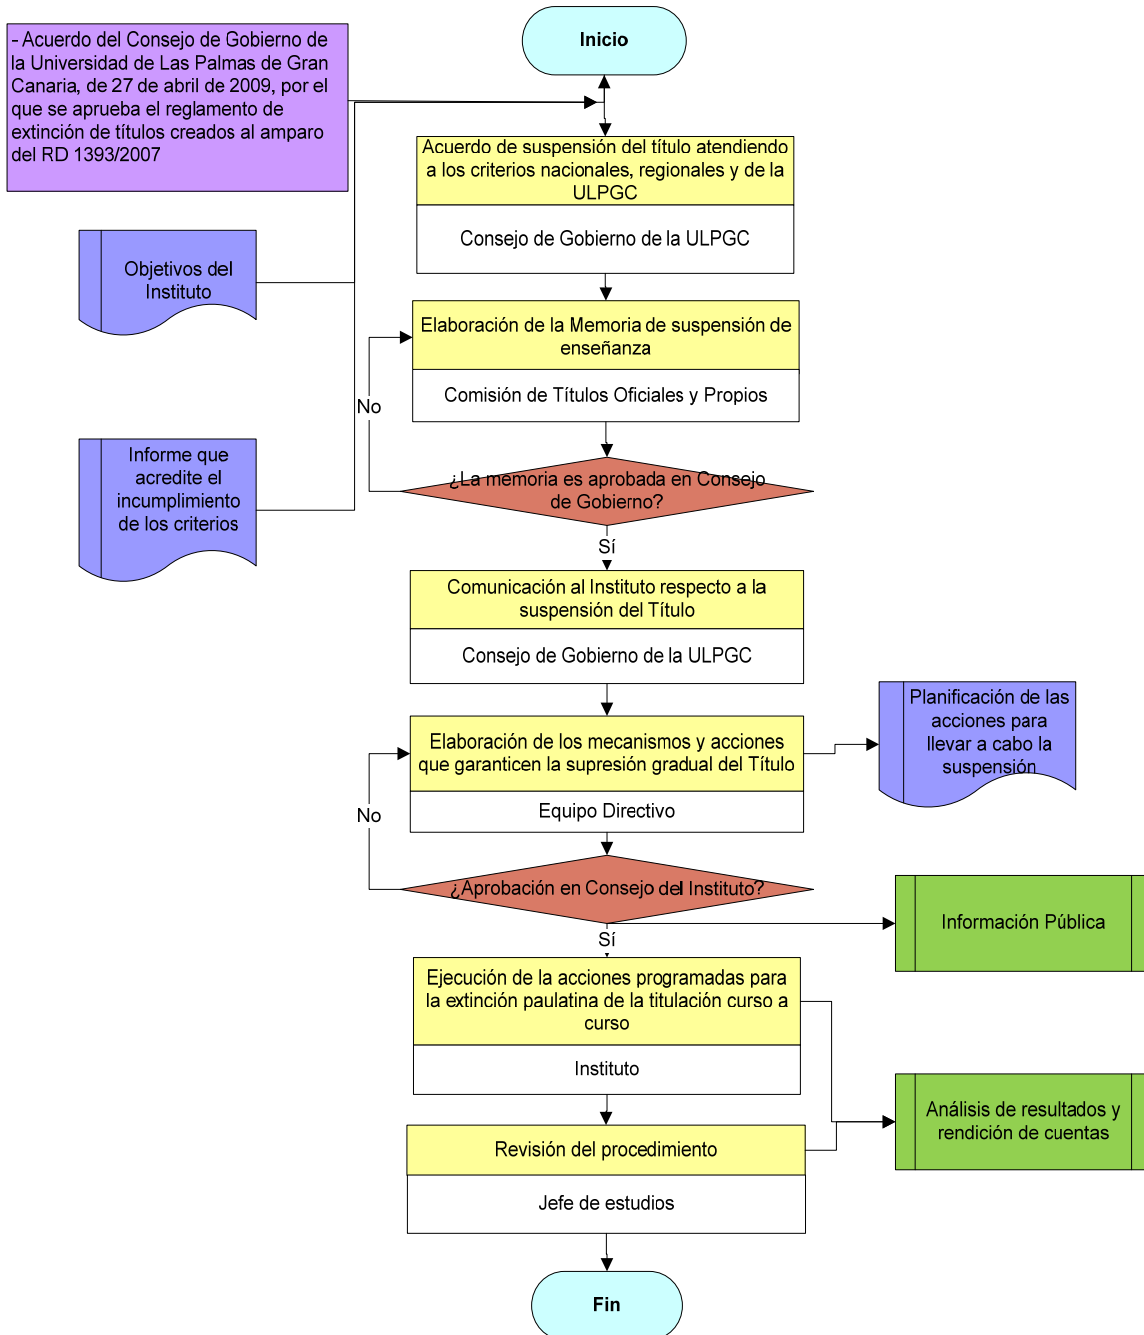 Inicio
- Acuerdo del Consejo de Gobierno de
la Universidad de Las Palmas de Gran
Canaria, de 27 de abril de 2009, por el
que se aprueba el reglamento de
extinción de títulos creados al amparo
del RD 1393/2007
Acuerdo de suspensión del título atendiendo
a los criterios nacionales, regionales y de la
ULPGC
Consejo de Gobierno de la ULPGC
Objetivos del
Instituto
Elaboración de la Memoria de suspensión de
enseñanza
Comisión de Títulos Oficiales y Propios
No
Informe que
acredite el
incumplimiento
de los criterios
¿La memoria es aprobada en Consejo
de Gobierno?
Sí
Comunicación al Instituto respecto a la
suspensión del Título
Consejo de Gobierno de la ULPGC
Elaboración de los mecanismos y acciones
que garanticen la supresión gradual del Título
Equipo Directivo
Planificación de las
acciones para
llevar a cabo la
suspensión
No
¿Aprobación en Consejo del Instituto?
Información Pública
Sí
Ejecución de la acciones programadas para
la extinción paulatina de la titulación curso a
curso
Instituto
Análisis de resultados y
rendición de cuentas
Revisión del procedimiento
Jefe de estudios
Fin